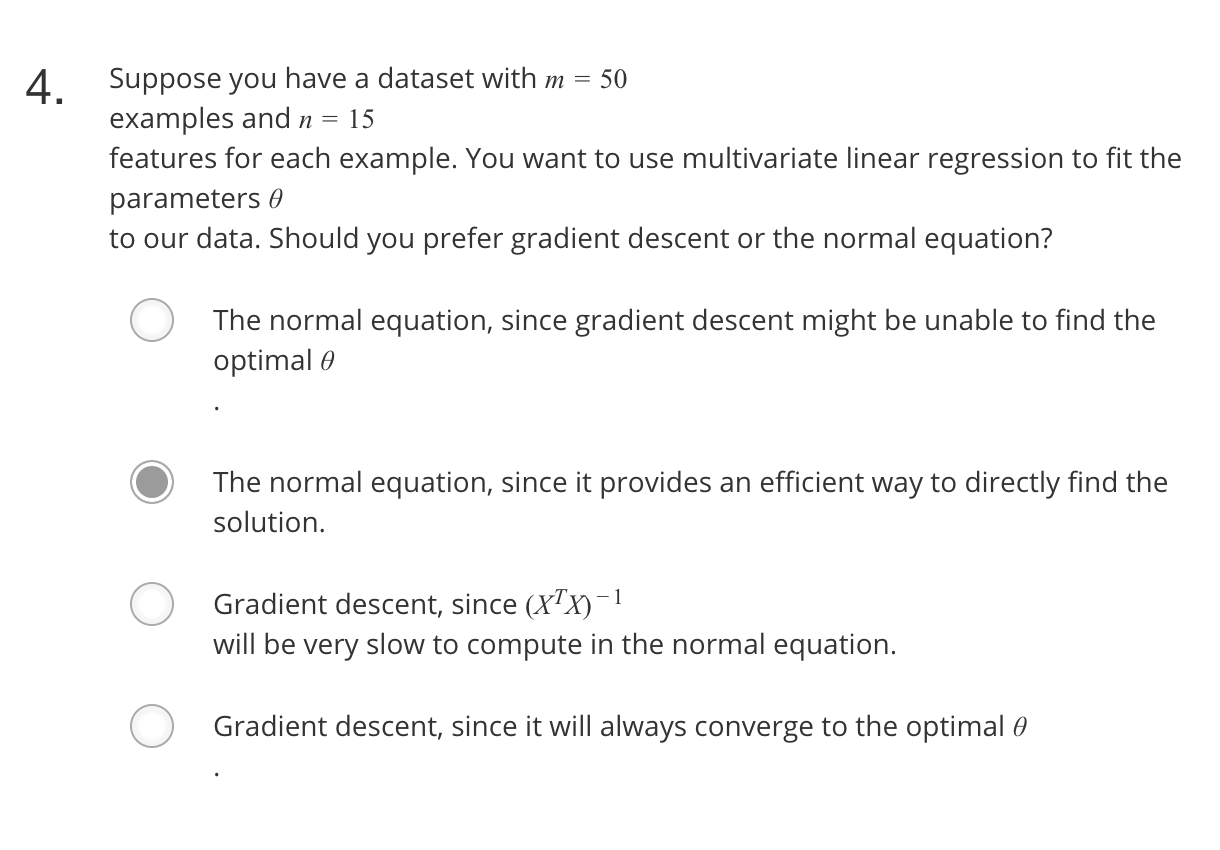 4.
Suppose you have a dataset with m = 50
examples and n = 15
features for each example. You want to use multivariate linear regression to fit the
parameters θ
to our data. Should you prefer gradient descent or the normal equation?
The normal equation, since gradient descent might be unable to find the
optimal θ
.
The normal equation, since it provides an efficient way to directly find the
solution.
Gradient descent, since (XᵀX)⁻¹
will be very slow to compute in the normal equation.
Gradient descent, since it will always converge to the optimal θ
.